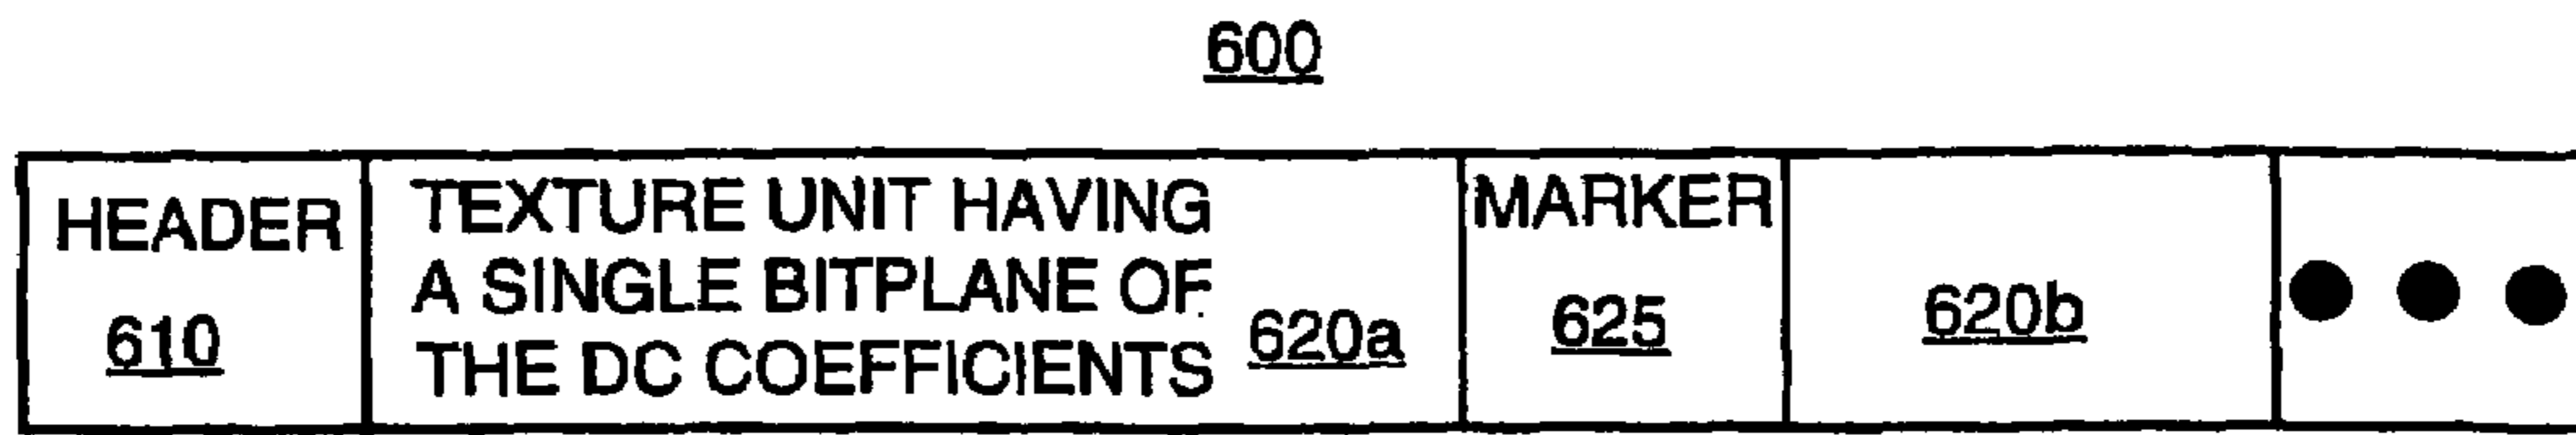 600
HEADER
610
TEXTURE UNIT HAVING
A SINGLE BITPLANE OF
THE DC COEFFICIENTS
620a
MARKER
625
620b